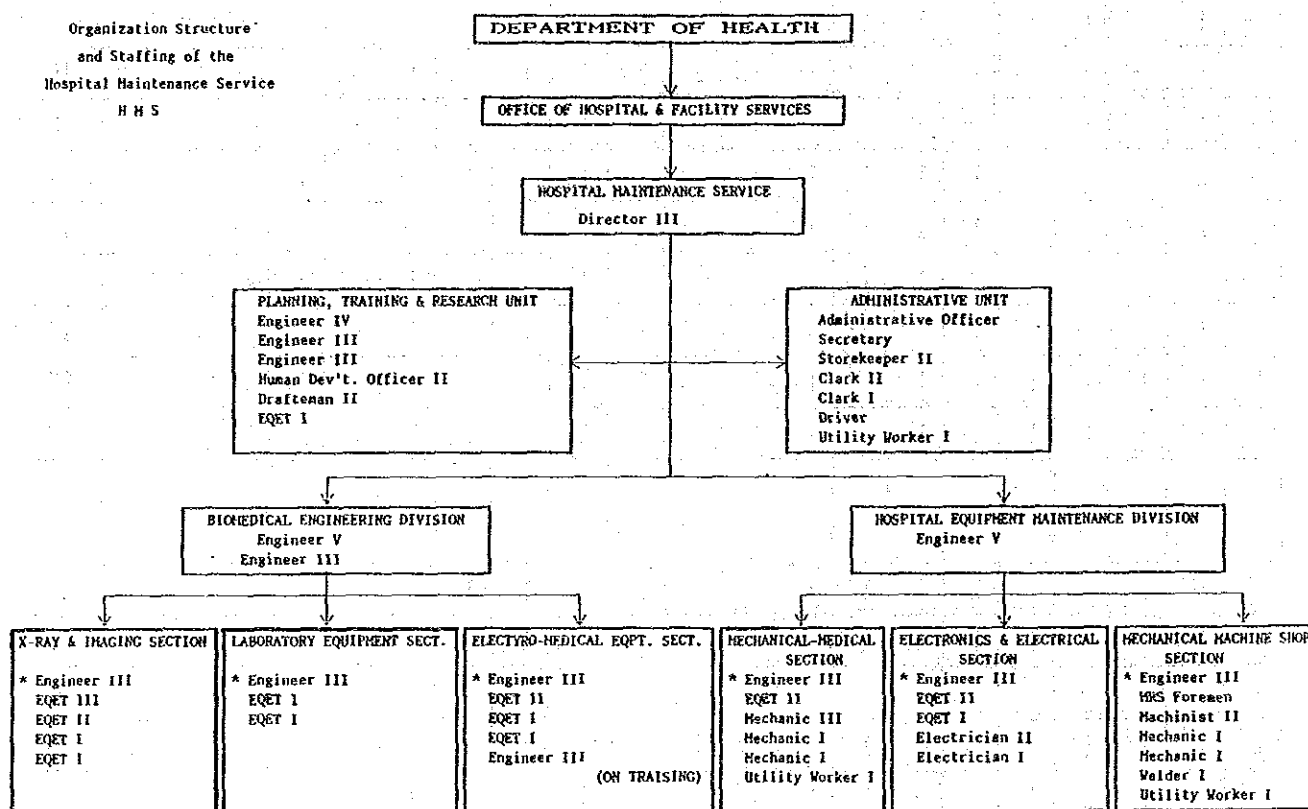 Organization Structure
and Staffing of the
Hospital Maintenance Service
H M S
DEPARTMENT OF HEALTH
OFFICE OF HOSPITAL & FACILITY SERVICES
HOSPITAL MAINTENANCE SERVICE
Director III
PLANNING, TRAINING & RESEARCH UNIT
Engineer IV
Engineer III
Engineer III
Human Dev't. Officer II
Drafteman II
EQET I
ADMINISTRATIVE UNIT
Administrative Officer
Secretary
Storekeeper II
Clark II
Clark I
Driver
Utility Worker I
BIOMEDICAL ENGINEERING DIVISION
Engineer V
Engineer III
HOSPITAL EQUIPMENT MAINTENANCE DIVISION
Engineer V
X-RAY & IMAGING SECTION
* Engineer III
EQET III
EQET II
EQET I
EQET I
LABORATORY EQUIPMENT SECT.
* Engineer III
EQET I
EQET I
ELECTYRO-MEDICAL EQPT. SECT.
* Engineer III
EQET II
EQET I
EQET I
Engineer III
(ON TRAISING)
MECHANICAL-MEDICAL
SECTION
* Engineer III
EQET II
Mechanic III
Mechanic I
Mechanic I
Utility Worker I
ELECTRONICS & ELECTRICAL
SECTION
* Engineer III
EQET II
EQET I
Electrician II
Electrician I
MECHANICAL MACHINE SHOP
SECTION
* Engineer III
MRS Foremen
Machinist II
Mechanic I
Mechanic I
Walder I
Utility Worker I